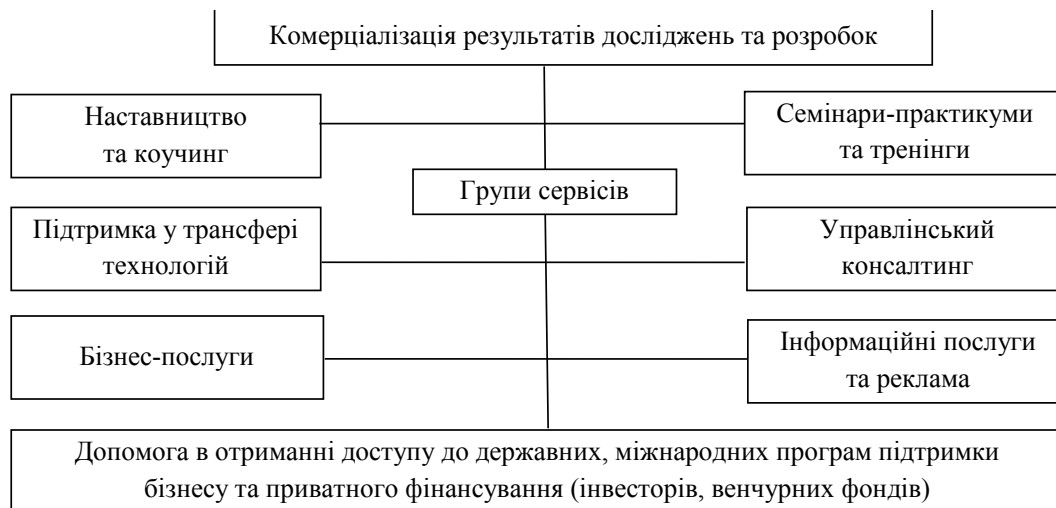 Комерціалізація результатів досліджень та розробок
Наставництво
та коучинг
Семінари-практикуми
та тренінги
Групи сервісів
Підтримка у трансфері
технологій
Управлінський
консалтинг
Бізнес-послуги
Інформаційні послуги
та реклама
Допомога в отриманні доступу до державних, міжнародних програм підтримки
бізнесу та приватного фінансування (інвесторів, венчурних фондів)